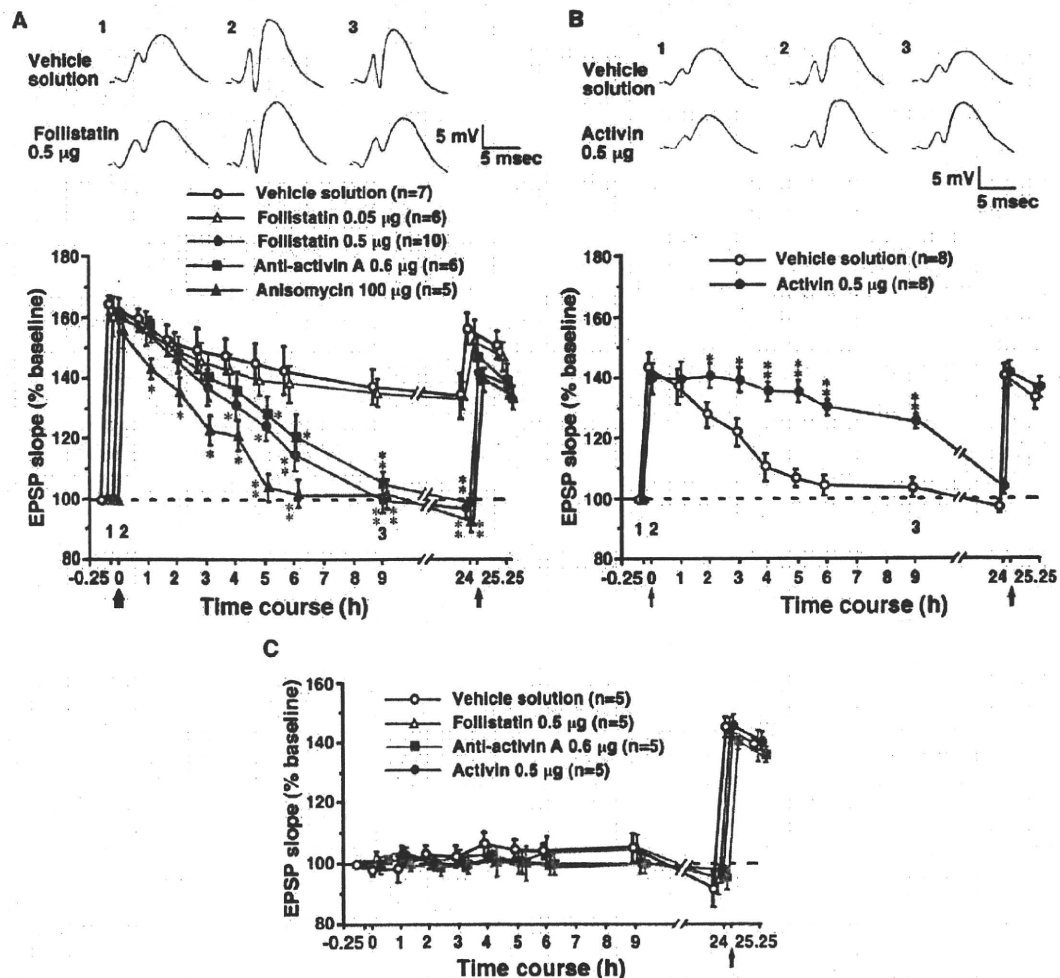 A
1 2 3
Vehicle
solution
Follistatin
0.5 μg
5 mV
5 msec
Vehicle solution (n=7)
Follistatin 0.05 μg (n=6)
Follistatin 0.5 μg (n=10)
Anti-activin A 0.6 μg (n=6)
Anisomycin 100 μg (n=5)
EPSP slope (% baseline)
180
160
140
120
100
80
1 2 3
-0.25 0 1 2 3 4 5 6 7 8 9 24 25.25
Time course (h)
B
1 2 3
Vehicle
solution
Activin
0.5 μg
5 mV
5 msec
Vehicle solution (n=8)
Activin 0.5 μg (n=8)
EPSP slope (% baseline)
180
160
140
120
100
80
1 2 3
-0.25 0 1 2 3 4 5 6 7 8 9 24 25.25
Time course (h)
C
Vehicle solution (n=5)
Follistatin 0.5 μg (n=5)
Anti-activin A 0.6 μg (n=5)
Activin 0.5 μg (n=5)
EPSP slope (% baseline)
160
140
120
100
80
-0.25 0 1 2 3 4 5 6 7 8 9 24 25.25
Time course (h)